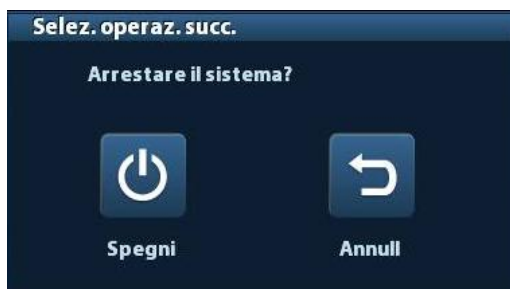 Selez. operaz. succ.
Arrestare il sistema?
Spegni
Annull